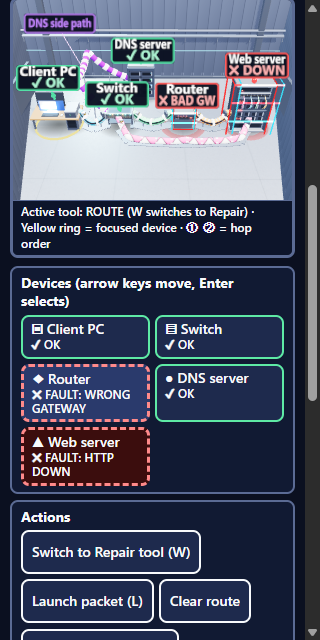 DNS side path
DNS server
✓ OK
Client PC
✓ OK
Web server
✕ DOWN
Switch
✓ OK
Router
✕ BAD GW
Active tool: ROUTE (W switches to Repair) ·
Yellow ring = focused device · ① ② = hop
order
Devices (arrow keys move, Enter
selects)
Client PC
✓ OK
Switch
✓ OK
◆ Router
✕ FAULT: WRONG
GATEWAY
● DNS server
✓ OK
▲ Web server
✕ FAULT: HTTP
DOWN
Actions
Switch to Repair tool (W)
Launch packet (L)
Clear route